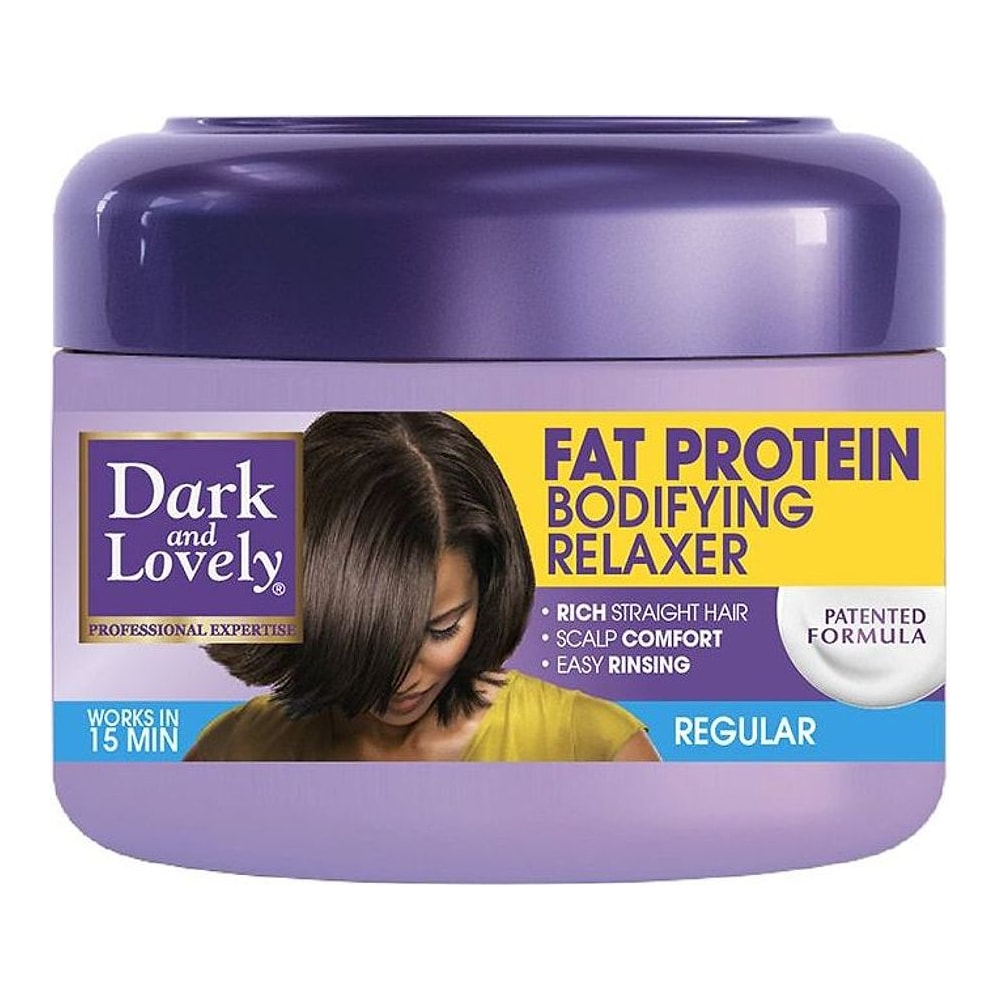 Dark
and
Lovely®
PROFESSIONAL EXPERTISE
WORKS IN
15 MIN
FAT PROTEIN
BODIFYING
RELAXER
• RICH STRAIGHT HAIR
• SCALP COMFORT
• EASY RINSING
PATENTED
FORMULA
REGULAR